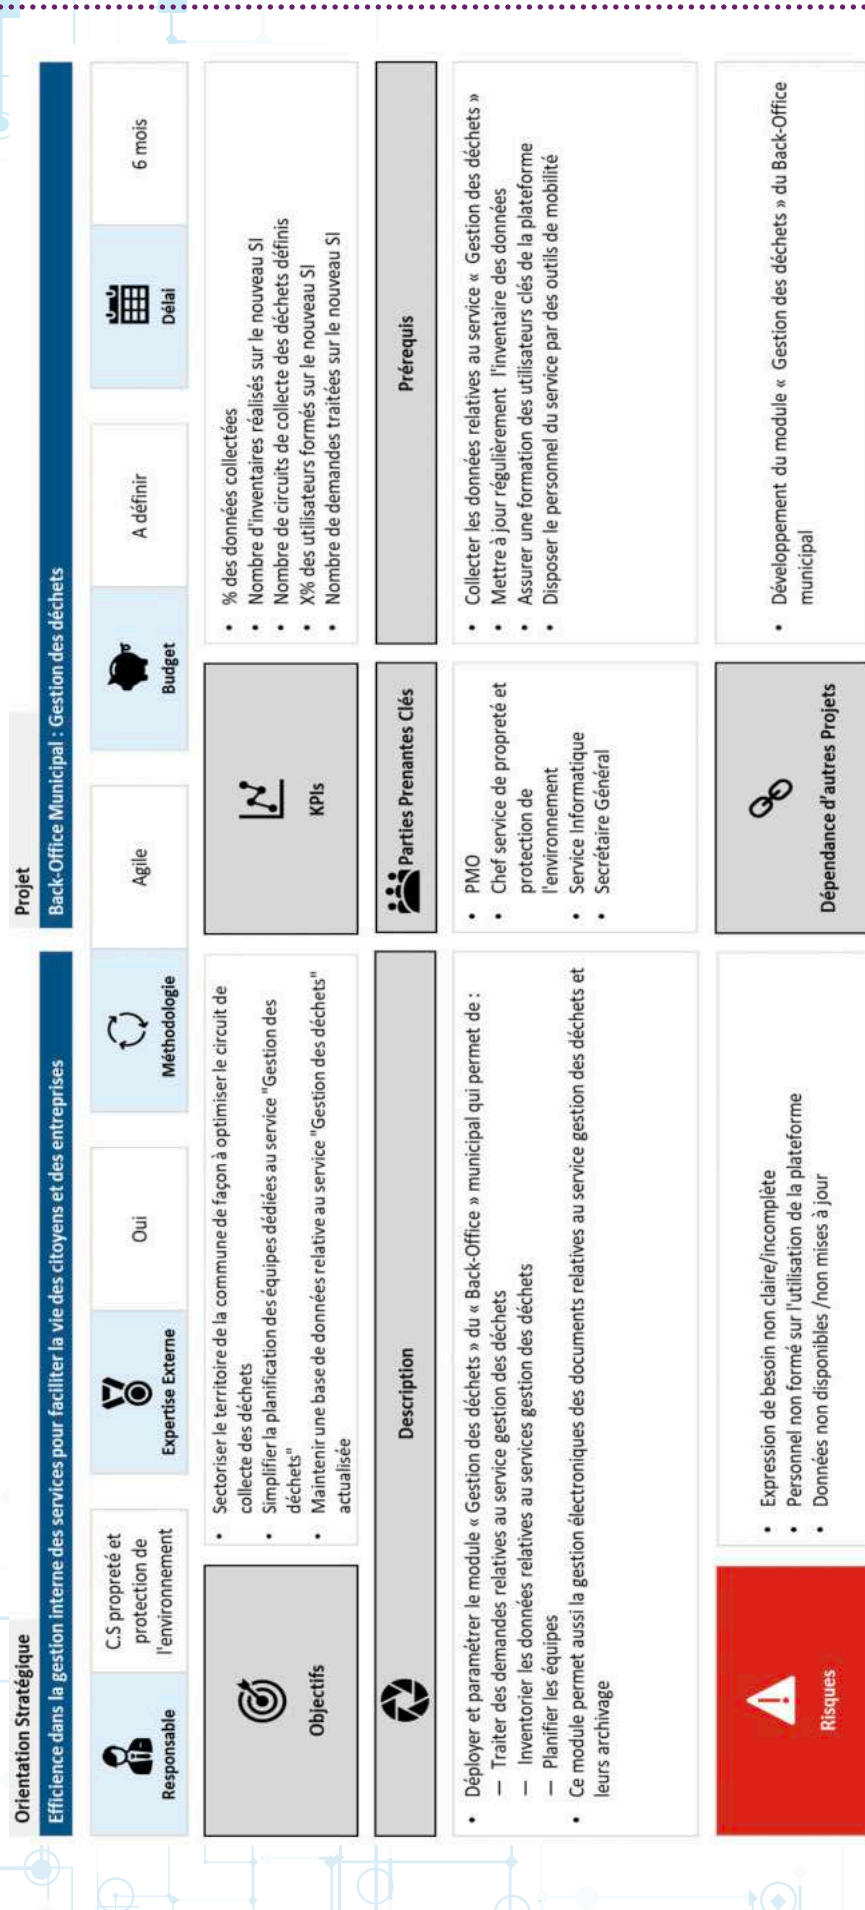 Orientation Stratégique
Projet
Efficience dans la gestion interne des services pour faciliter la vie des citoyens et des entreprises
Back-Office Municipal : Gestion des déchets
Responsable
C.S propreté et
protection de
l'environnement
Expertise Externe
Oui
Méthodologie
Agile
Budget
A définir
Délai
6 mois
Objectifs
• Sectoriser le territoire de la commune de façon à optimiser le circuit de
collecte des déchets
• Simplifier la planification des équipes dédiées au service "Gestion des
déchets"
• Maintenir une base de données relative au service "Gestion des déchets"
actualisée
KPIs
• % des données collectées
• Nombre d'inventaires réalisés sur le nouveau SI
• Nombre de circuits de collecte des déchets définis
• X% des utilisateurs formés sur le nouveau SI
• Nombre de demandes traitées sur le nouveau SI
Description
Parties Prenantes Clés
Prérequis
• Déployer et paramétrer le module « Gestion des déchets » du « Back-Office » municipal qui permet de :
— Traiter des demandes relatives au service gestion des déchets
— Inventorier les données relatives au services gestion des déchets
— Planifier les équipes
• Ce module permet aussi la gestion électroniques des documents relatives au service gestion des déchets et
leurs archivage
• PMO
• Chef service de propreté et
protection de
l'environnement
• Service Informatique
• Secrétaire Général
• Collecter les données relatives au service « Gestion des déchets »
• Mettre à jour régulièrement l'inventaire des données
• Assurer une formation des utilisateurs clés de la plateforme
• Disposer le personnel du service par des outils de mobilité
Risques
• Expression de besoin non claire/incomplète
• Personnel non formé sur l'utilisation de la plateforme
• Données non disponibles /non mises à jour
Dépendance d'autres Projets
• Développement du module « Gestion des déchets » du Back-Office
municipal